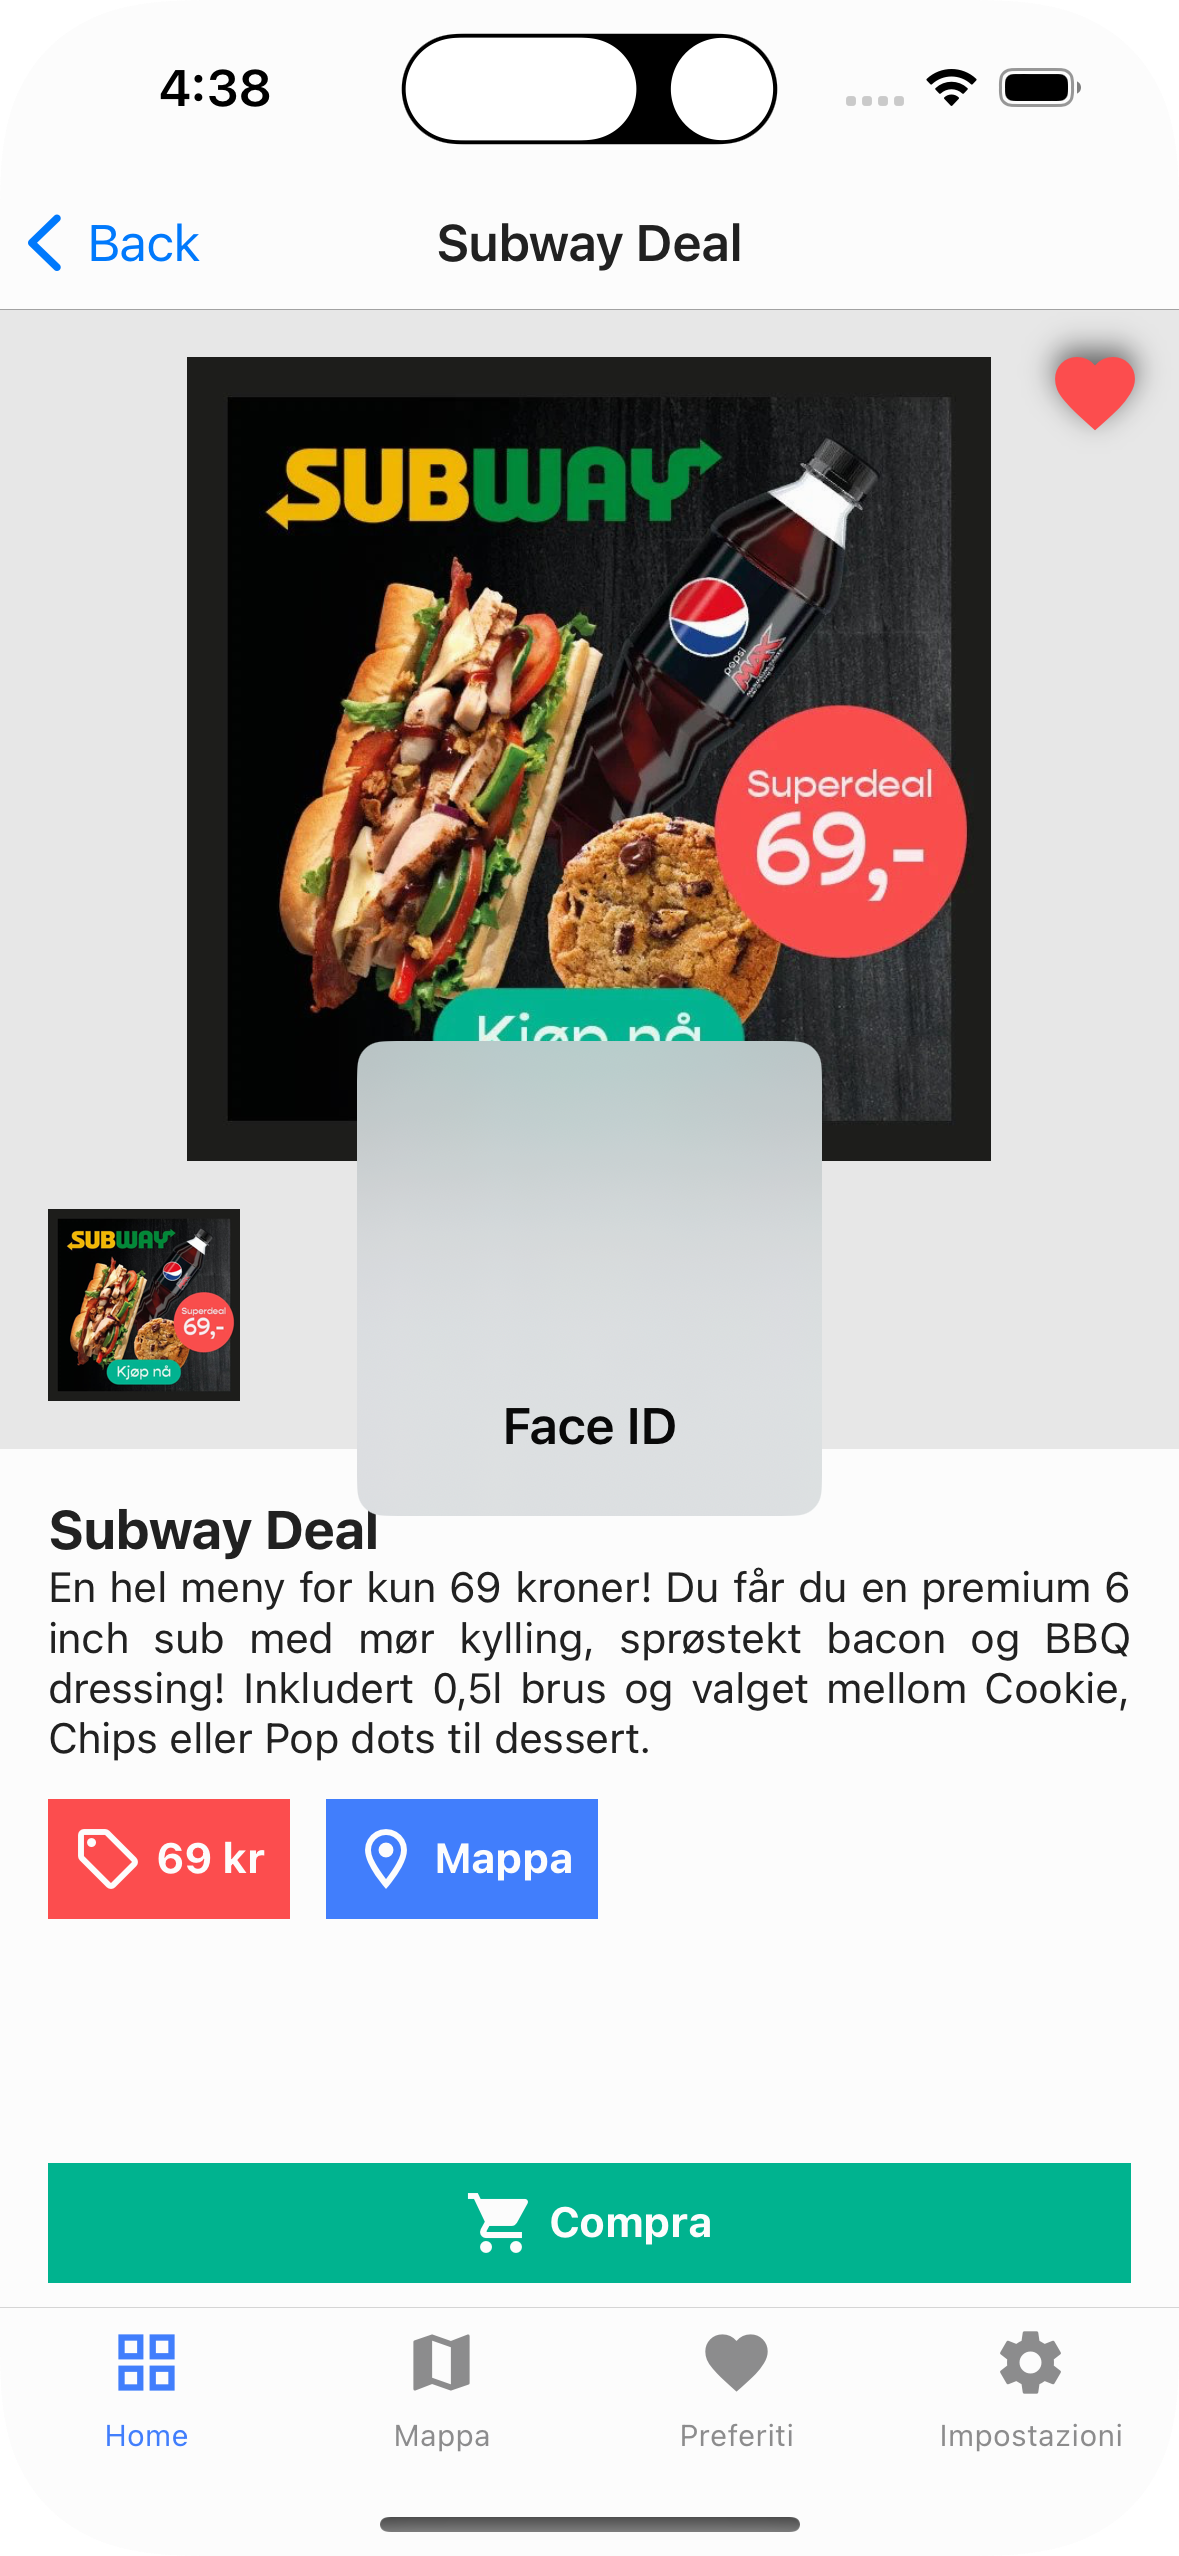 4:38
Back
Subway Deal
SUBWAY
pepsi
MAX
Superdeal
69,-
Kjøp nå
SUBWAY
Superdeal
69,-
Kjøp nå
Face ID
Subway Deal
En hel meny for kun 69 kroner! Du får du en premium 6
inch sub med mør kylling, sprøstekt bacon og BBQ
dressing! Inkludert 0,5l brus og valget mellom Cookie,
Chips eller Pop dots til dessert.
69 kr
Mappa
Compra
Home
Mappa
Preferiti
Impostazioni